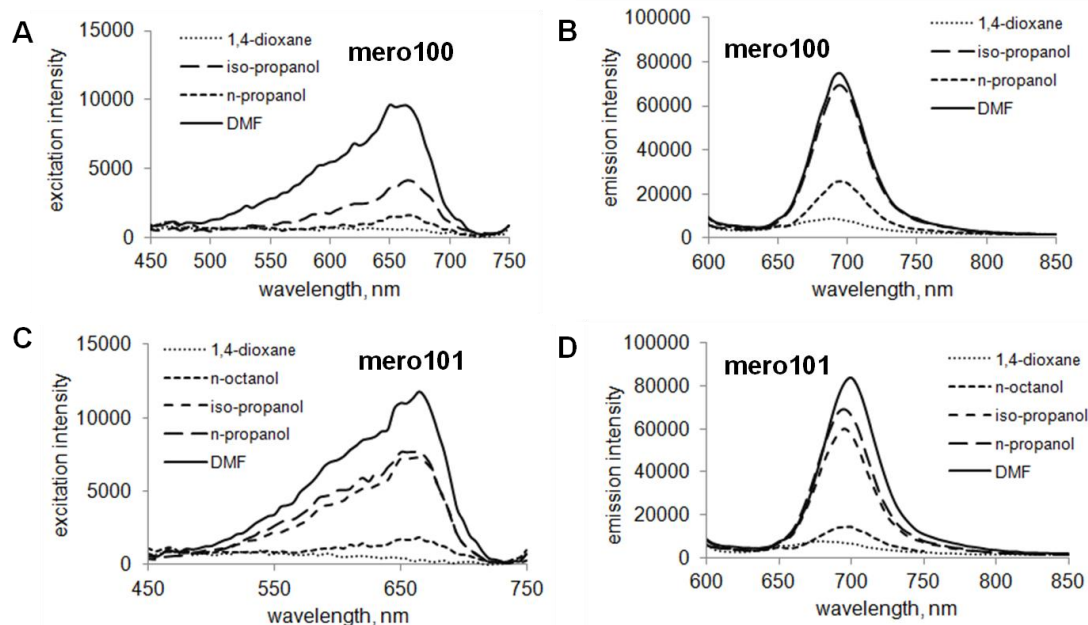 A
mero100
excitation intensity
15000
10000
5000
0
1,4-dioxane
iso-propanol
n-propanol
DMF
450 500 550 600 650 700 750
wavelength, nm
B
mero100
emission intensity
100000
80000
60000
40000
20000
0
1,4-dioxane
iso-propanol
n-propanol
DMF
600 650 700 750 800 850
wavelength, nm
C
mero101
excitation intensity
15000
10000
5000
0
1,4-dioxane
n-octanol
iso-propanol
n-propanol
DMF
450 550 650 750
wavelength, nm
D
mero101
emission intensity
100000
80000
60000
40000
20000
0
1,4-dioxane
n-octanol
iso-propanol
n-propanol
DMF
600 650 700 750 800 850
wavelength, nm